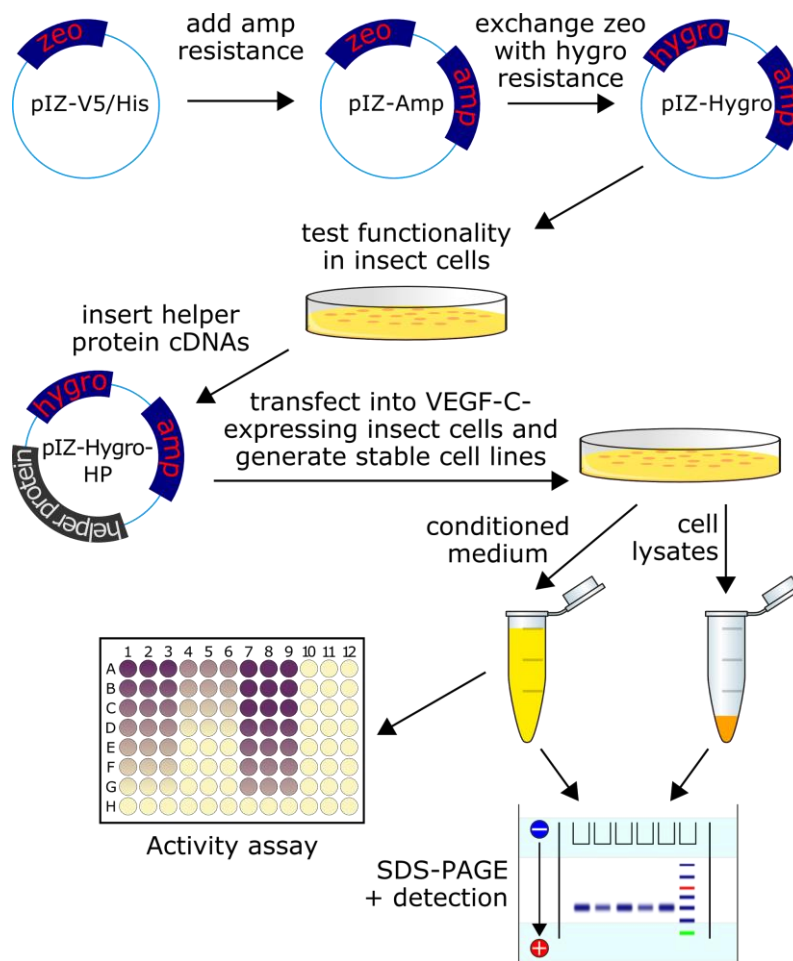 zeo
pIZ-V5/His
add amp
resistance
zeo
amp
pIZ-Amp
exchange zeo
with hygro
resistance
hygro
amp
pIZ-Hygro
test functionality
in insect cells
insert helper
protein cDNAs
hygro
amp
helper protein
pIZ-Hygro-
HP
transfect into VEGF-C-
expressing insect cells and
generate stable cell lines
conditioned
medium
cell
lysates
1 2 3 4 5 6 7 8 9 10 11 12
A
B
C
D
E
F
G
H
Activity assay
SDS-PAGE
+ detection
−
+